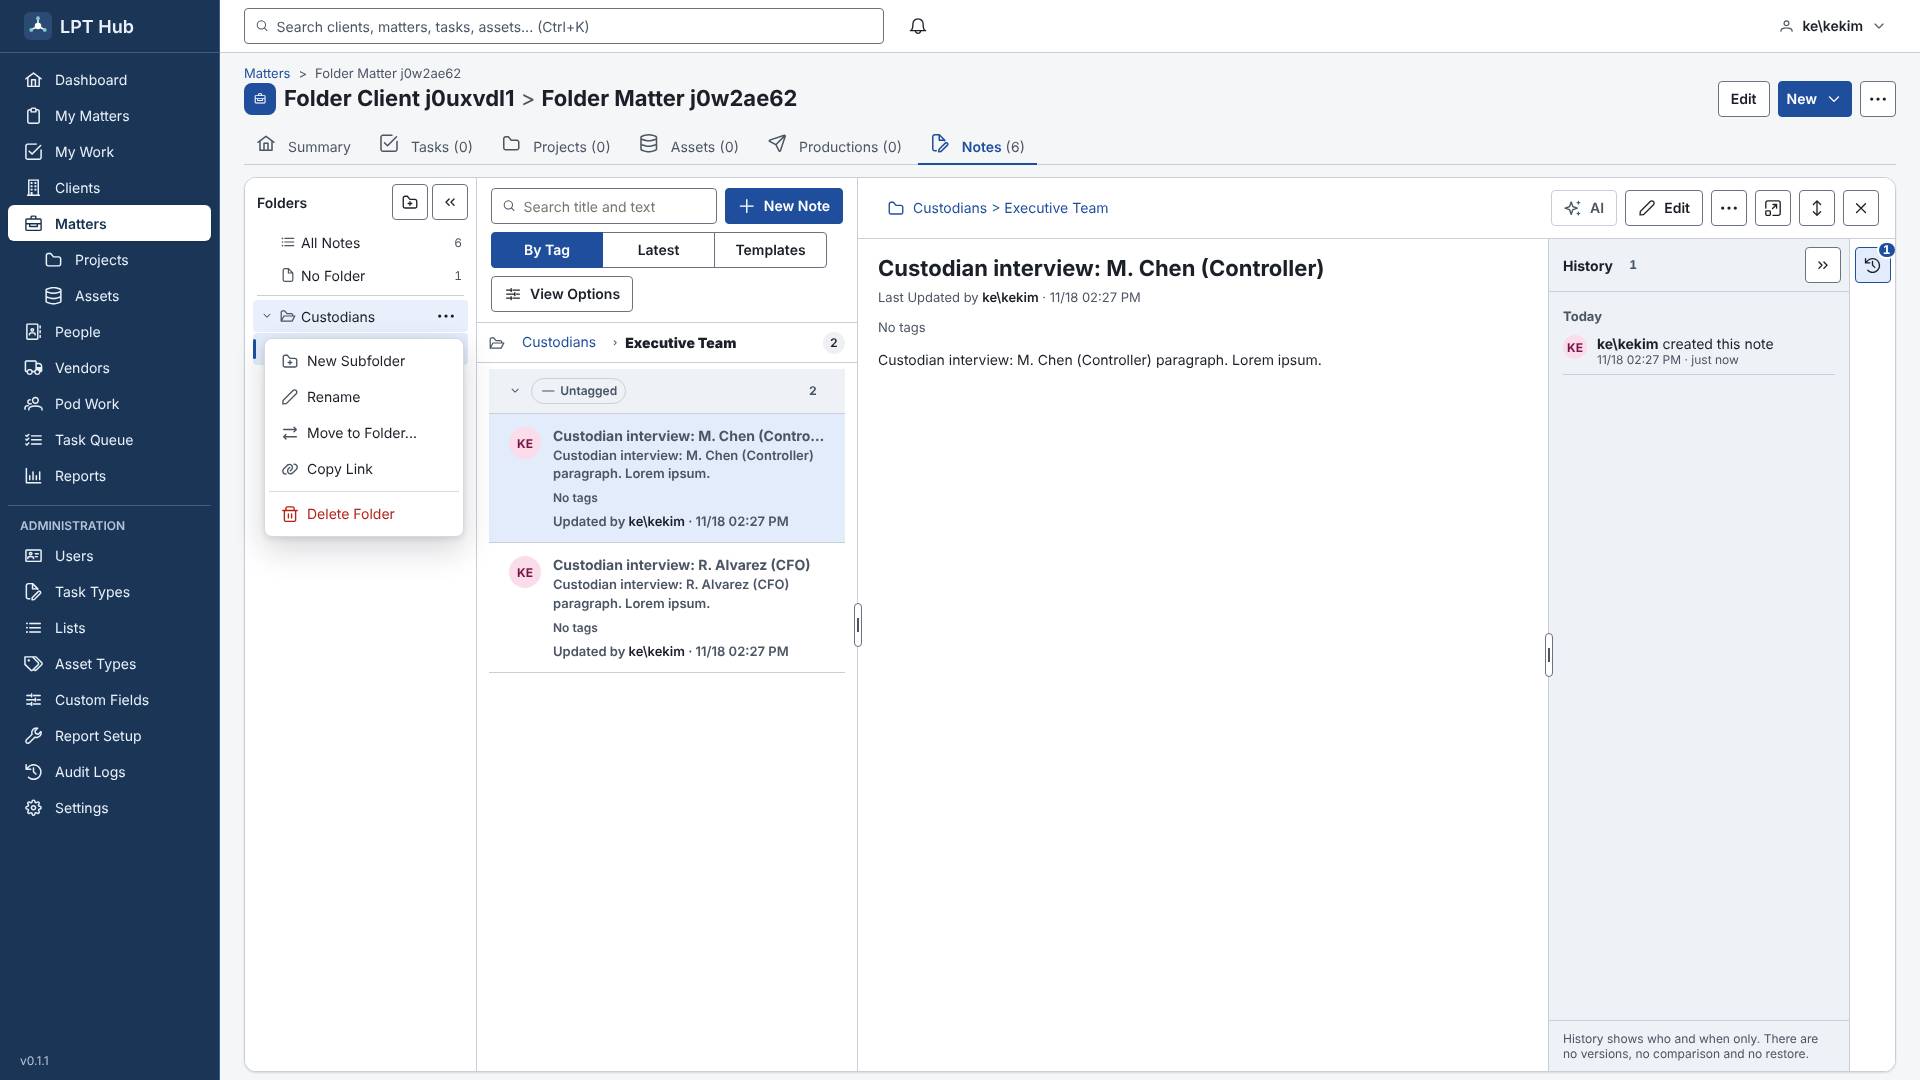 LPT Hub
Search clients, matters, tasks, assets... (Ctrl+K)
ke\kekim
Dashboard
My Matters
My Work
Clients
Matters
Projects
Assets
People
Vendors
Pod Work
Task Queue
Reports
ADMINISTRATION
Users
Task Types
Lists
Asset Types
Custom Fields
Report Setup
Audit Logs
Settings
v0.1.1
Matters > Folder Matter j0w2ae62
Folder Client j0uxvdl1 > Folder Matter j0w2ae62
Edit
New
Summary
Tasks (0)
Projects (0)
Assets (0)
Productions (0)
Notes (6)
Folders
All Notes 6
No Folder 1
Custodians
New Subfolder
Rename
Move to Folder...
Copy Link
Delete Folder
Search title and text
New Note
By Tag
Latest
Templates
View Options
Custodians › Executive Team 2
— Untagged 2
KE
Custodian interview: M. Chen (Contro...
Custodian interview: M. Chen (Controller)
paragraph. Lorem ipsum.
No tags
Updated by ke\kekim · 11/18 02:27 PM
KE
Custodian interview: R. Alvarez (CFO)
Custodian interview: R. Alvarez (CFO)
paragraph. Lorem ipsum.
No tags
Updated by ke\kekim · 11/18 02:27 PM
Custodians > Executive Team
AI
Edit
Custodian interview: M. Chen (Controller)
Last Updated by ke\kekim · 11/18 02:27 PM
No tags
Custodian interview: M. Chen (Controller) paragraph. Lorem ipsum.
History 1
1
Today
KE
ke\kekim created this note
11/18 02:27 PM · just now
History shows who and when only. There are
no versions, no comparison and no restore.